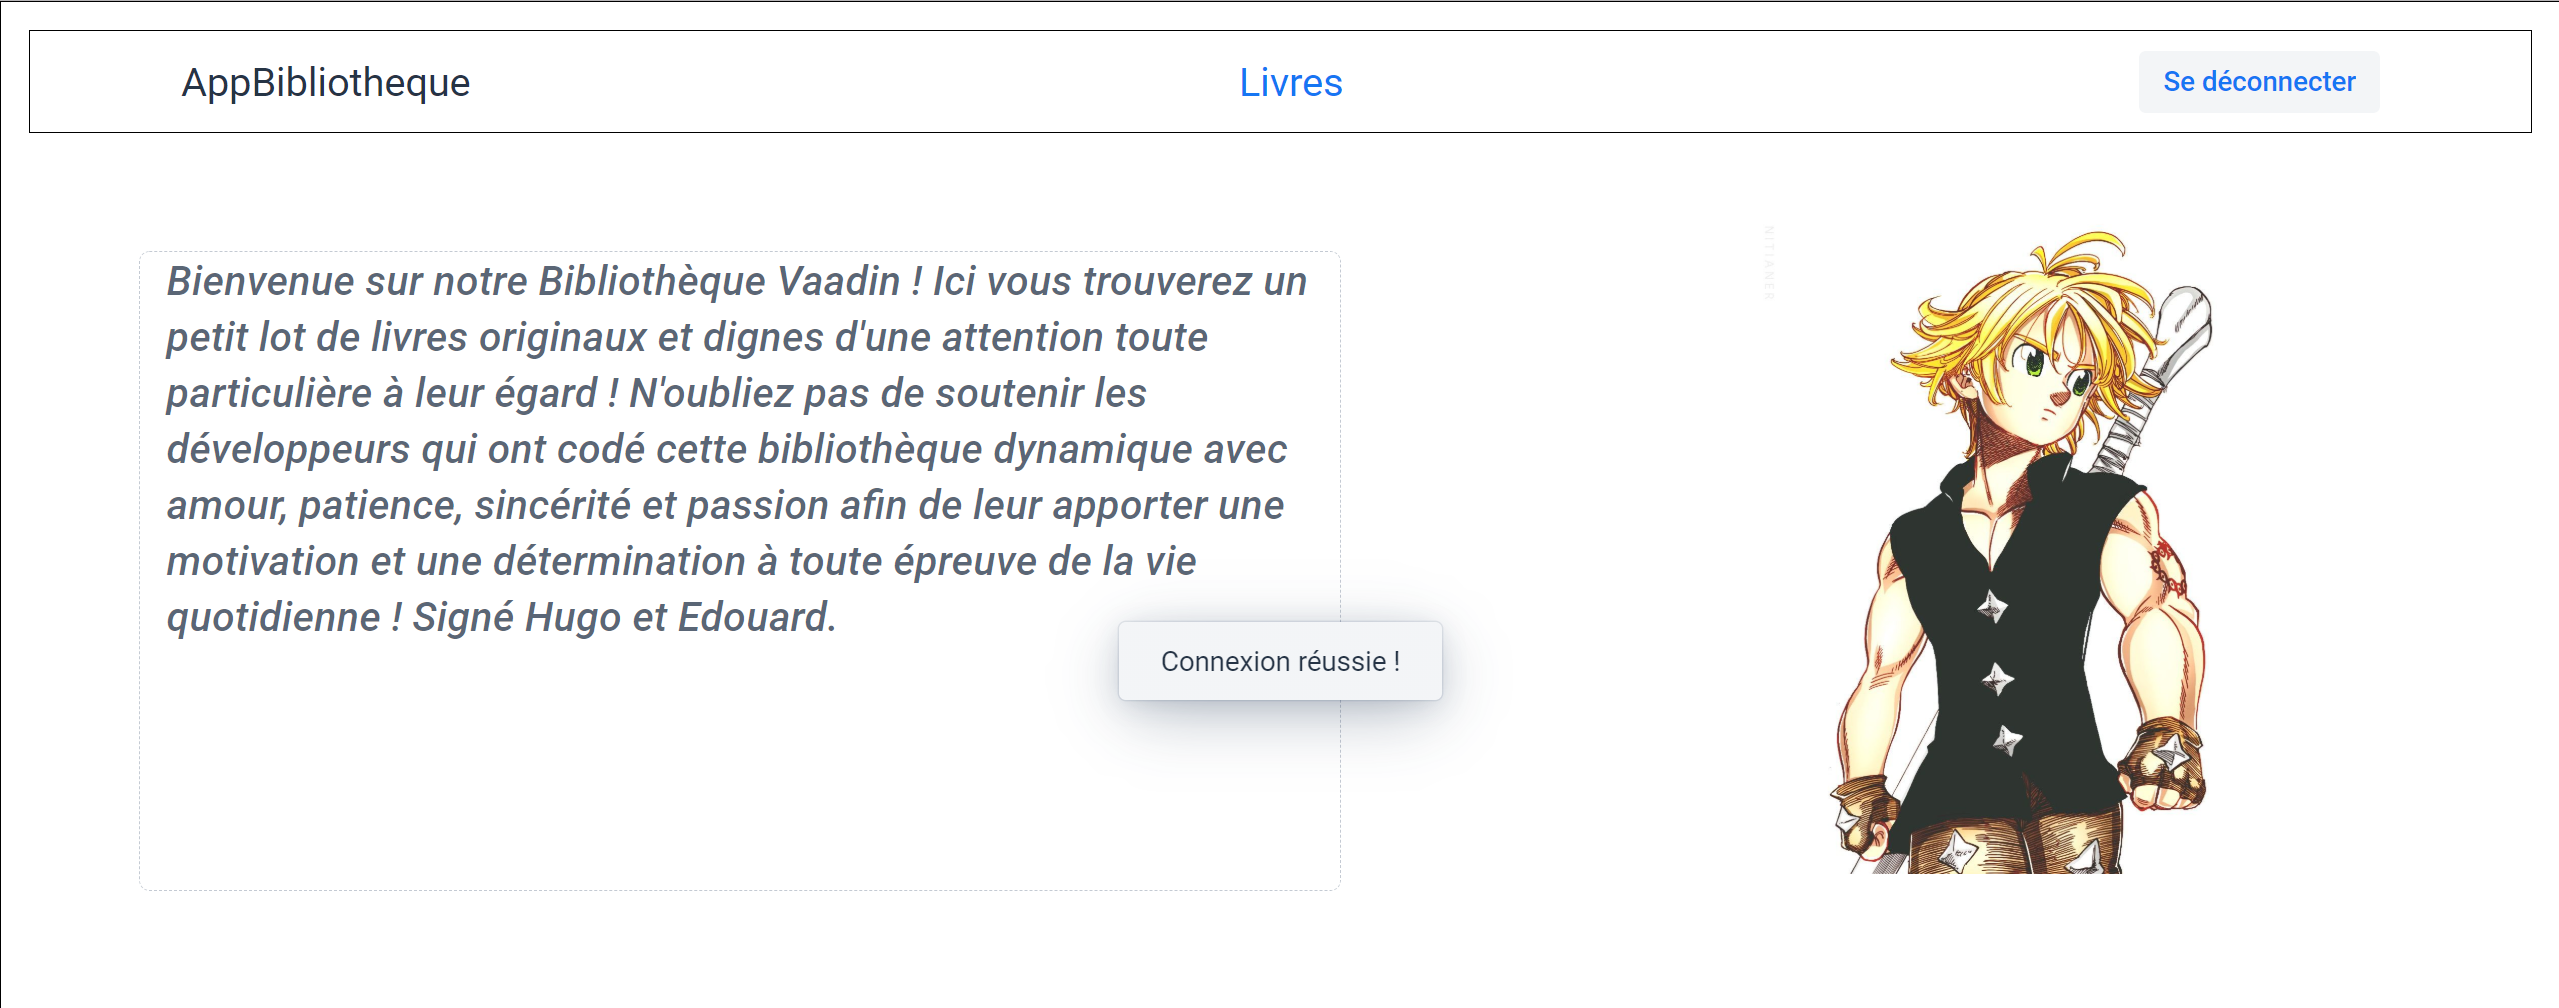 AppBibliotheque
Livres
Se déconnecter
NITIANER
Bienvenue sur notre Bibliothèque Vaadin ! Ici vous trouverez un
petit lot de livres originaux et dignes d'une attention toute
particulière à leur égard ! N'oubliez pas de soutenir les
développeurs qui ont codé cette bibliothèque dynamique avec
amour, patience, sincérité et passion afin de leur apporter une
motivation et une détermination à toute épreuve de la vie
quotidienne ! Signé Hugo et Edouard.
Connexion réussie !